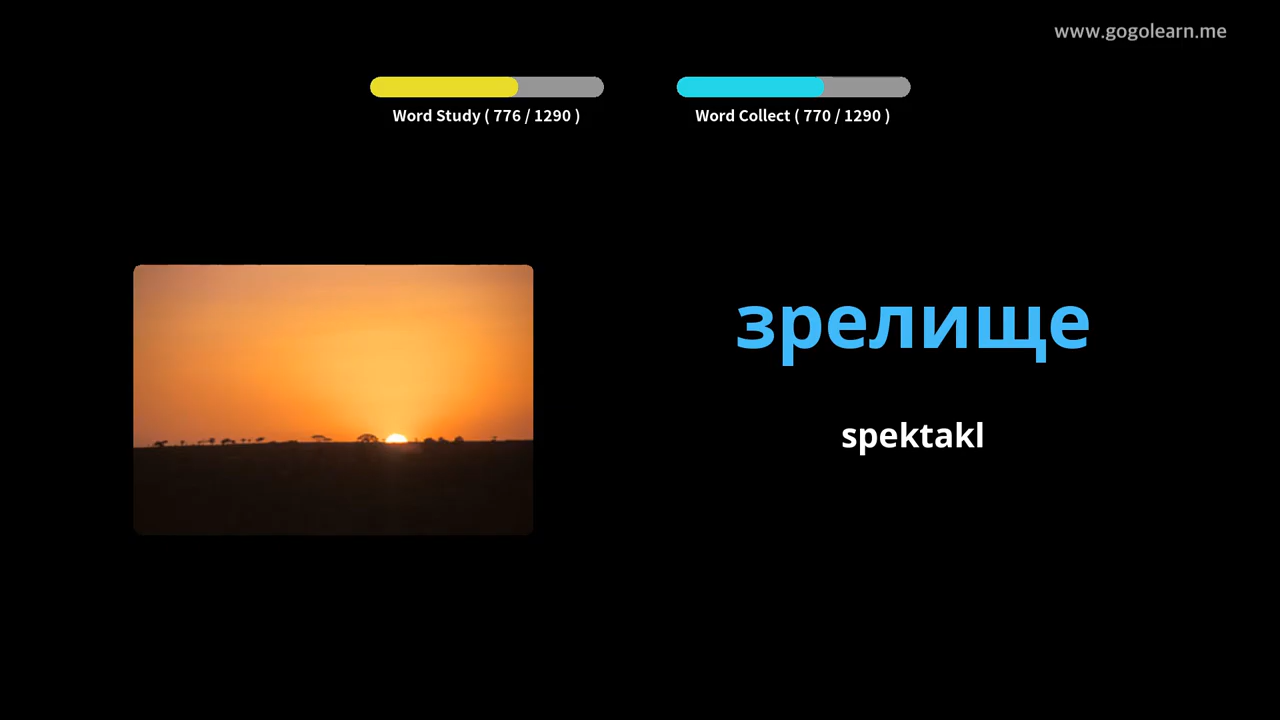 www.gogolearn.me
Word Study ( 776 / 1290 )
Word Collect ( 770 / 1290 )
зрелище
spektakl